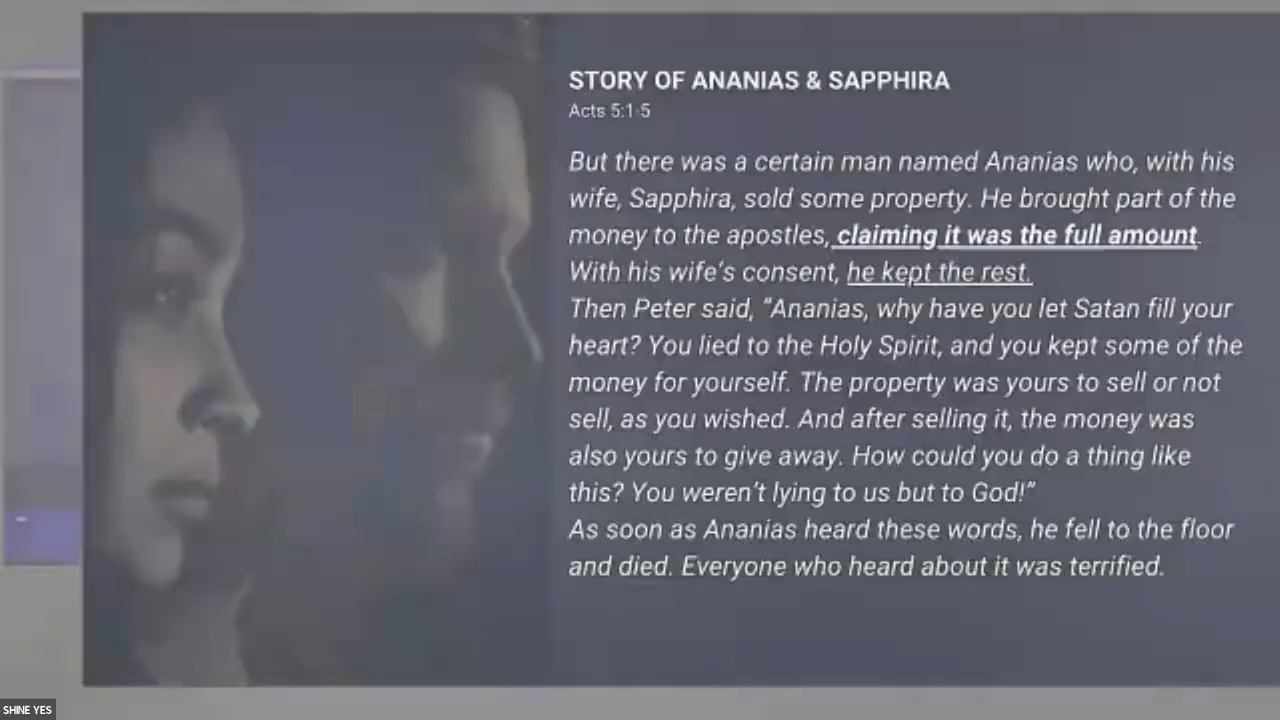 STORY OF ANANIAS & SAPPHIRA
Acts 5:1-5
But there was a certain man named Ananias who, with his
wife, Sapphira, sold some property. He brought part of the
money to the apostles, claiming it was the full amount.
With his wife's consent, he kept the rest.
Then Peter said, “Ananias, why have you let Satan fill your
heart? You lied to the Holy Spirit, and you kept some of the
money for yourself. The property was yours to sell or not
sell, as you wished. And after selling it, the money was
also yours to give away. How could you do a thing like
this? You weren’t lying to us but to God!”
As soon as Ananias heard these words, he fell to the floor
and died. Everyone who heard about it was terrified.
SHINE YES